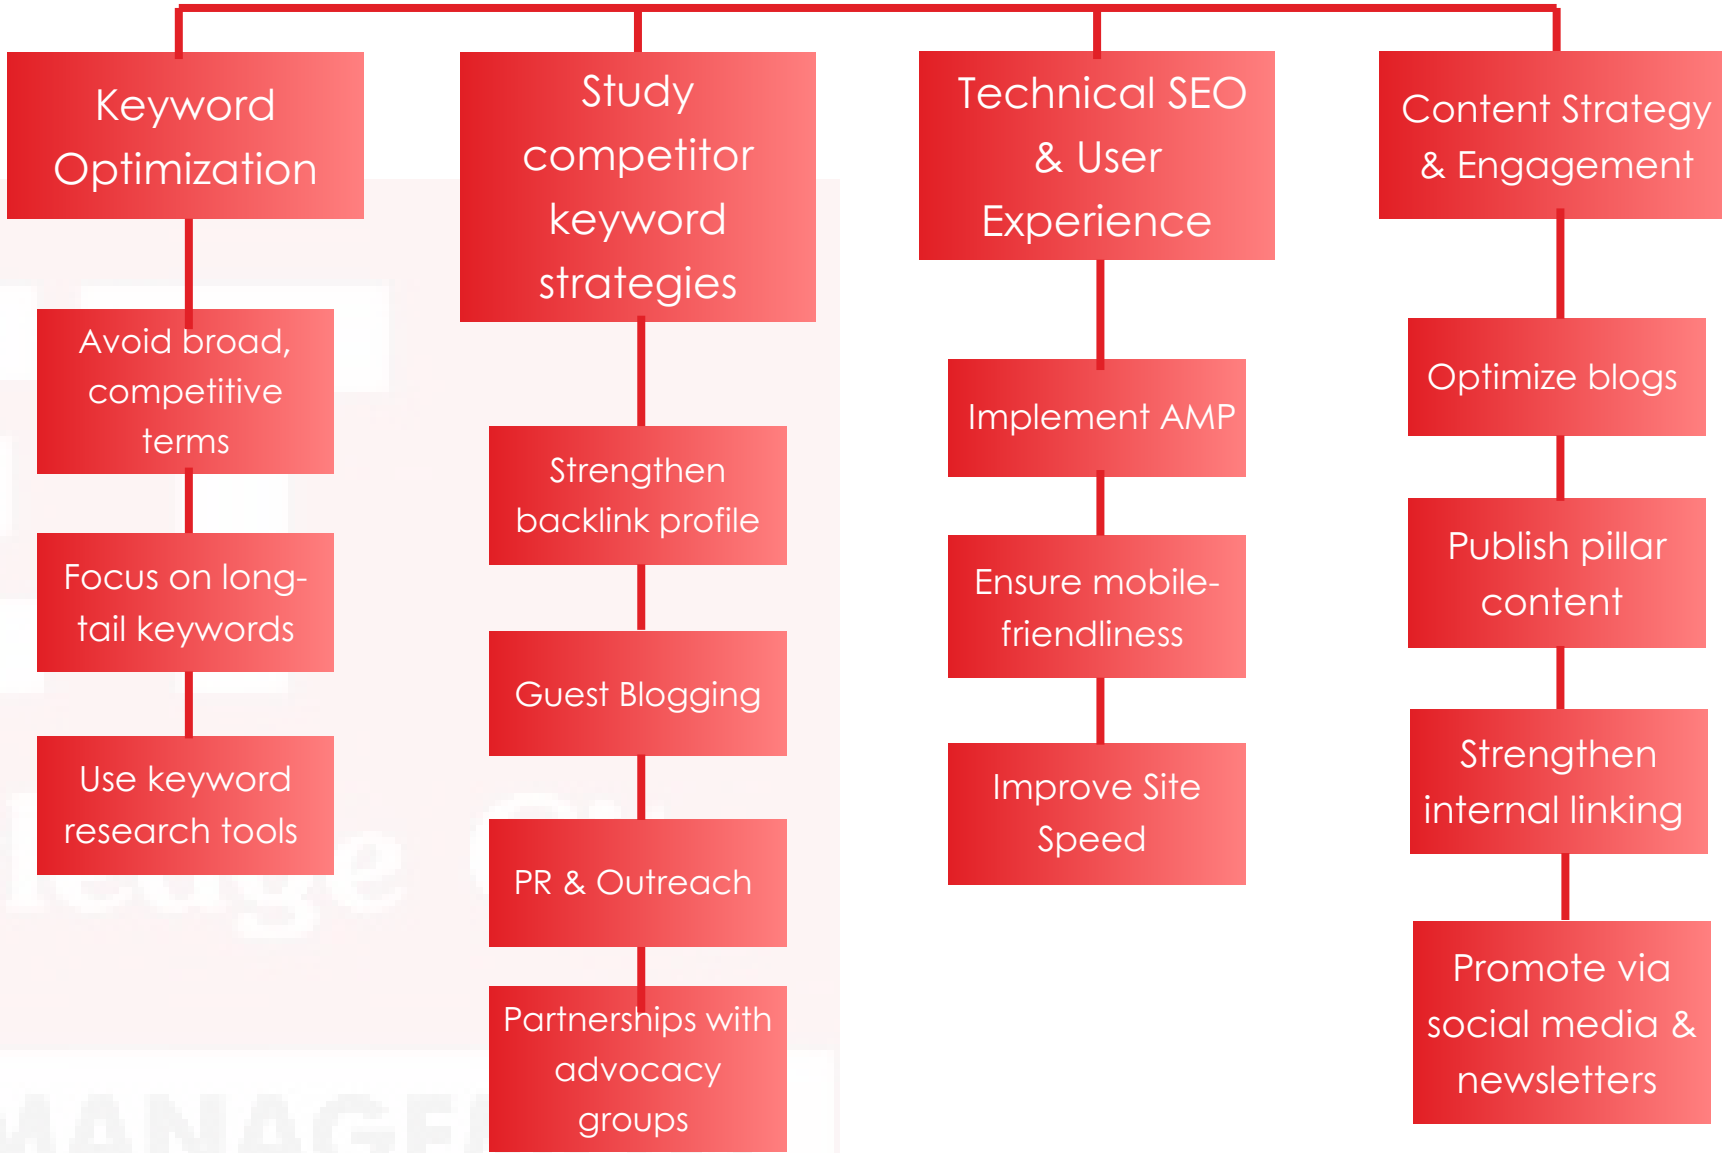 Keyword
Optimization
Avoid broad,
competitive
terms
Focus on long-
tail keywords
Use keyword
research tools
Study
competitor
keyword
strategies
Strengthen
backlink profile
Guest Blogging
PR & Outreach
Partnerships with
advocacy
groups
Technical SEO
& User
Experience
Implement AMP
Ensure mobile-
friendliness
Improve Site
Speed
Content Strategy
& Engagement
Optimize blogs
Publish pillar
content
Strengthen
internal linking
Promote via
social media &
newsletters